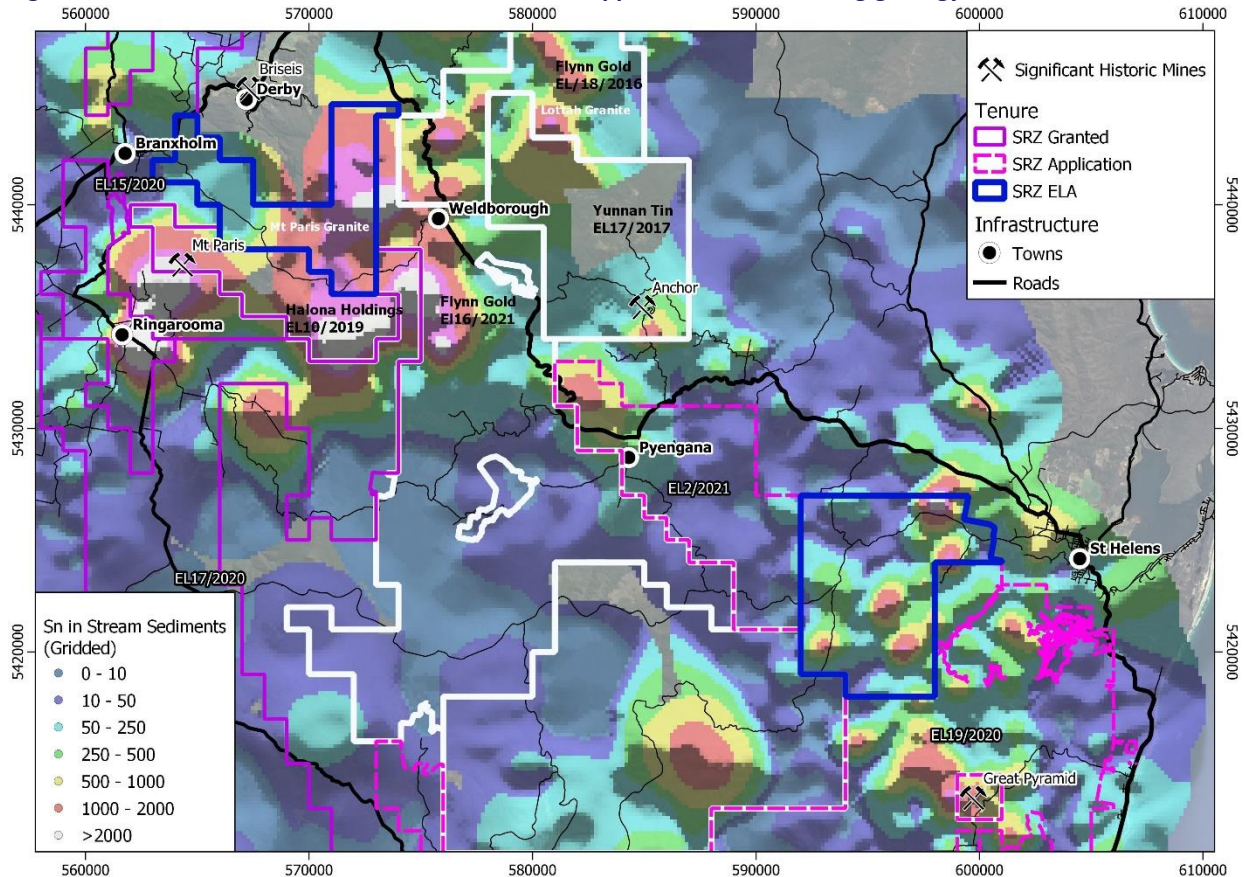 560000 570000 580000 590000 600000 610000
Flynn Gold
EL/18/2016
Lottah Granite
Briseis
Derby
Branxholm
EL15/2020
5440000
Weldborough
Mt Paris Granite
Mt Paris
Yunnan Tin
EL17/2017
Anchor
Halona Holdings
EL10/2019
Flynn Gold
El16/2021
Ringarooma
5430000
Pyengana
EL2/2021
EL17/2020
St Helens
5420000
EL19/2020
Great Pyramid
Significant Historic Mines
Tenure
SRZ Granted
SRZ Application
SRZ ELA
Infrastructure
Towns
Roads
5440000
5430000
5420000
Sn in Stream Sediments
(Gridded)
0 - 10
10 - 50
50 - 250
250 - 500
500 - 1000
1000 - 2000
>2000
560000 570000 580000 590000 600000 610000